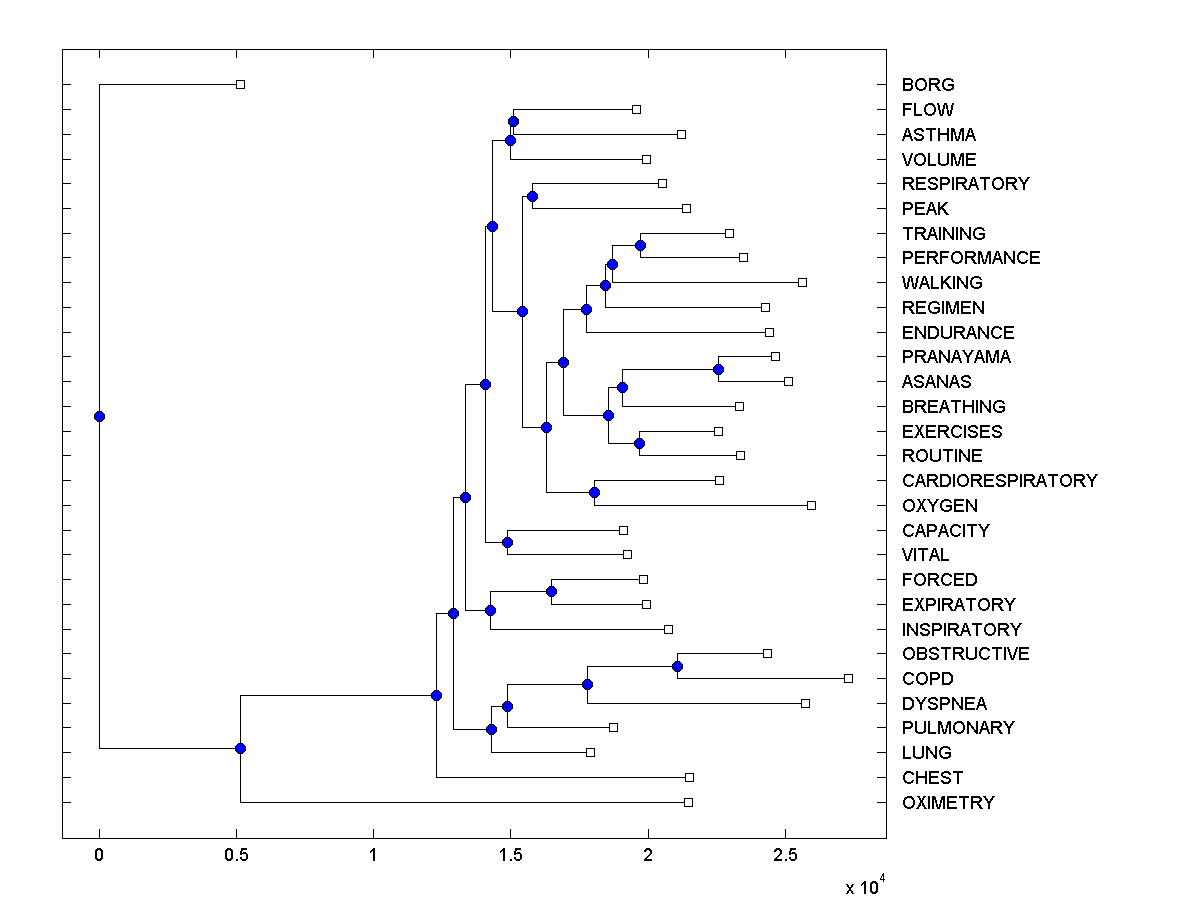 BORG
FLOW
ASTHMA
VOLUME
RESPIRATORY
PEAK
TRAINING
PERFORMANCE
WALKING
REGIMEN
ENDURANCE
PRANAYAMA
ASANAS
BREATHING
EXERCISES
ROUTINE
CARDIORESPIRATORY
OXYGEN
CAPACITY
VITAL
FORCED
EXPIRATORY
INSPIRATORY
OBSTRUCTIVE
COPD
DYSPNEA
PULMONARY
LUNG
CHEST
OXIMETRY
0 0.5 1 1.5 2 2.5
x 10^4